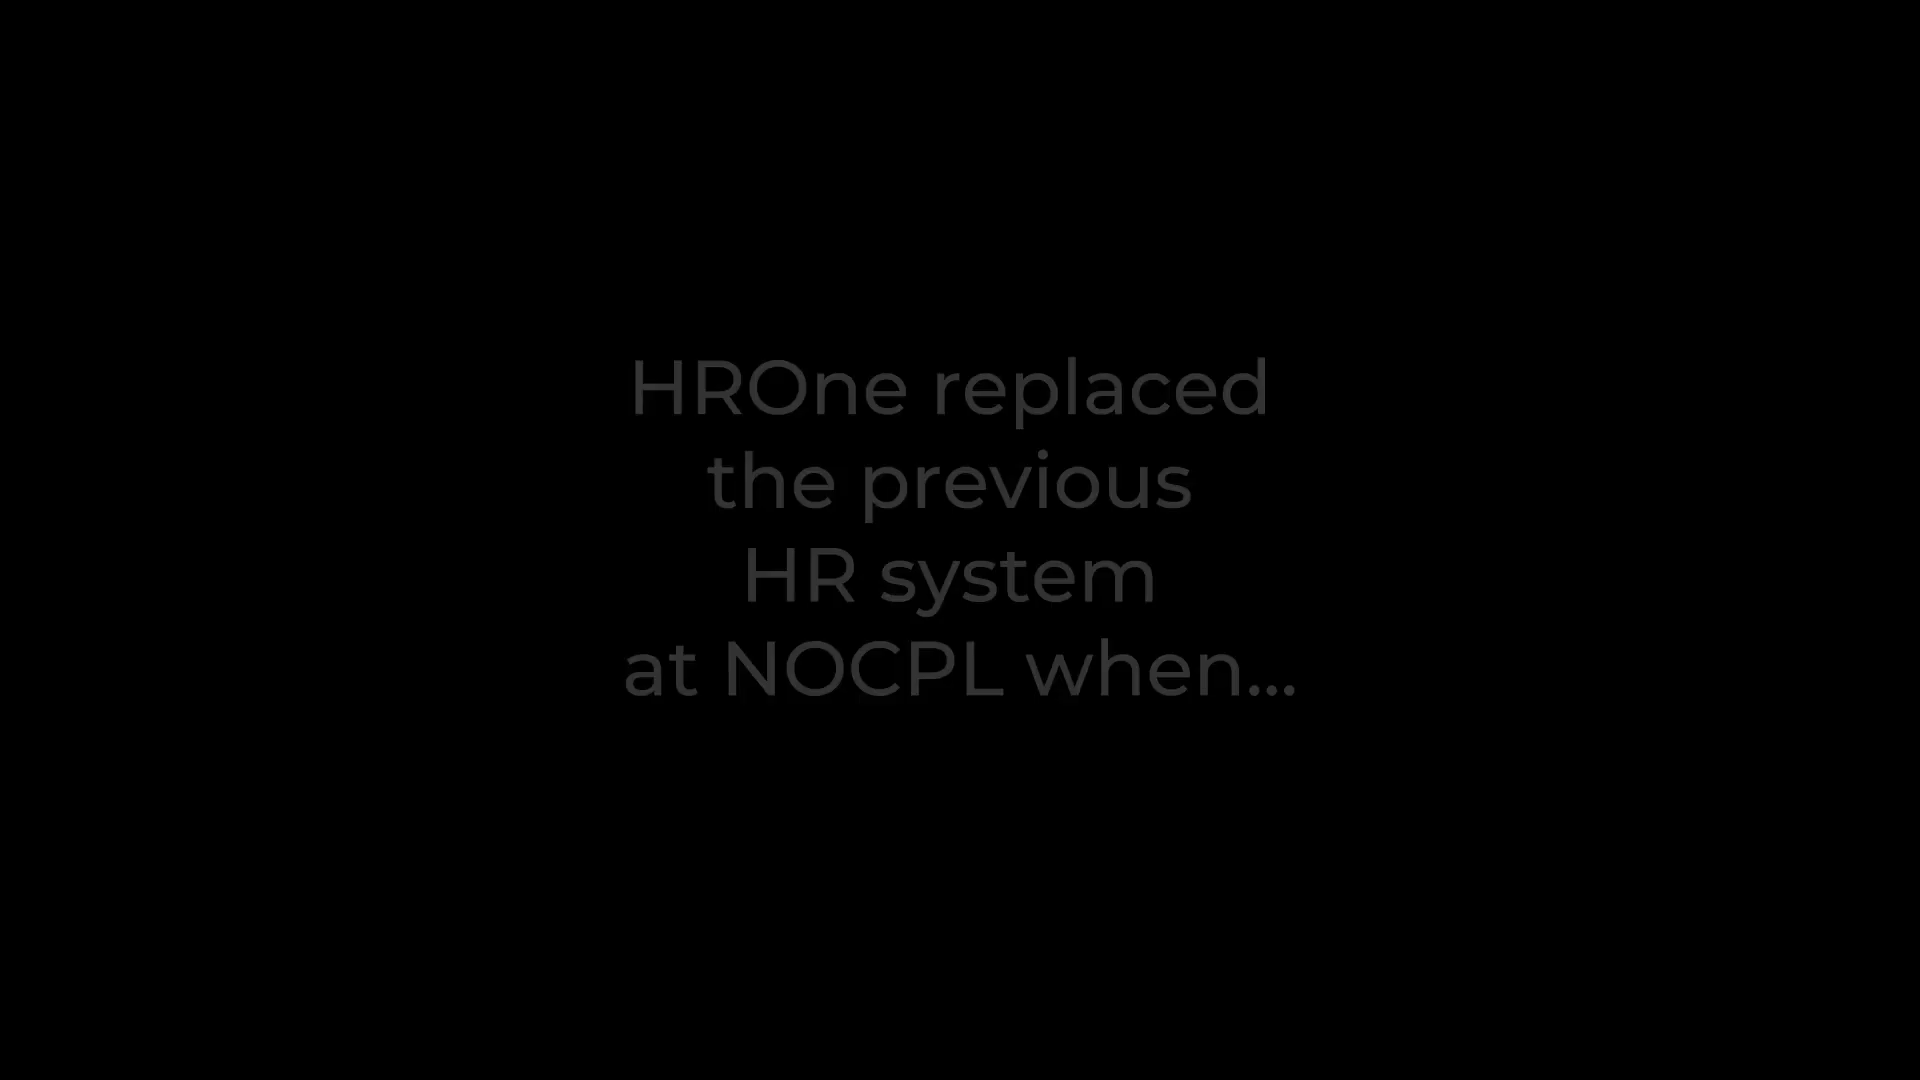 HROne replaced
the previous
HR system
at NOCPL when...